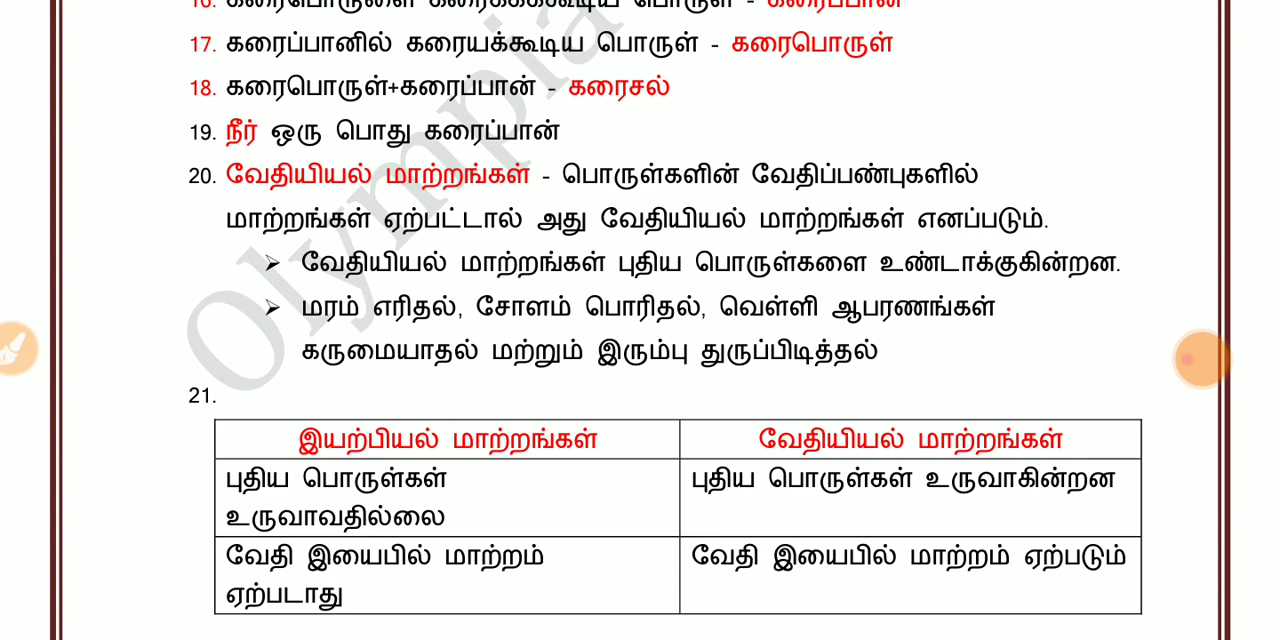 17. கரைப்பானில் கரையக்கூடிய பொருள் - கரைபொருள்
18. கரைபொருள்+கரைப்பான் - கரைசல்
19. நீர் ஒரு பொது கரைப்பான்
20. வேதியியல் மாற்றங்கள் - பொருள்களின் வேதிப்பண்புகளில்
மாற்றங்கள் ஏற்பட்டால் அது வேதியியல் மாற்றங்கள் எனப்படும்.
➢ வேதியியல் மாற்றங்கள் புதிய பொருள்களை உண்டாக்குகின்றன.
➢ மரம் எரிதல், சோளம் பொரிதல், வெள்ளி ஆபரணங்கள்
கருமையாதல் மற்றும் இரும்பு துருப்பிடித்தல்
21.
இயற்பியல் மாற்றங்கள் வேதியியல் மாற்றங்கள்
புதிய பொருள்கள் புதிய பொருள்கள் உருவாகின்றன
உருவாவதில்லை
வேதி இயைபில் மாற்றம் வேதி இயைபில் மாற்றம் ஏற்படும்
ஏற்படாது
Olympia